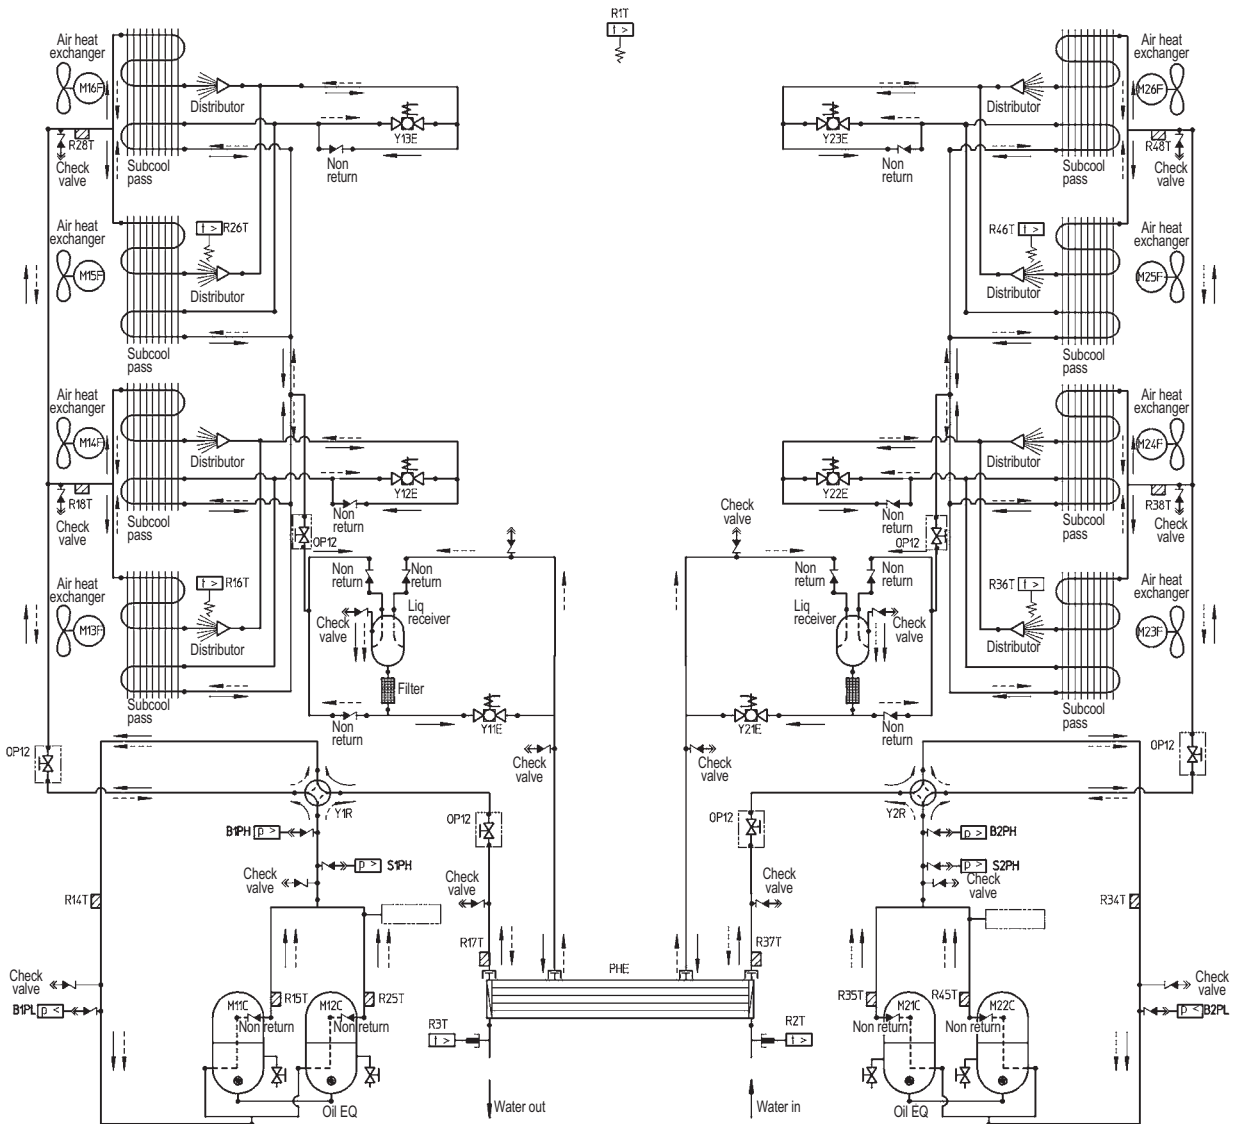 R1T
t >
Air heat
exchanger
M16F
Distributor
R28T
Check
valve
Subcool
pass
Y13E
Non
return
Air heat
exchanger
M26F
Distributor
R48T
Check
valve
Subcool
pass
Y23E
Non
return
Air heat
exchanger
M15F
t >
R26T
Distributor
Subcool
pass
Air heat
exchanger
M25F
R46T
t >
Distributor
Subcool
pass
Air heat
exchanger
M14F
Distributor
R18T
Check
valve
Subcool
pass
Y12E
Non
return
OP12
Air heat
exchanger
M24F
Distributor
R38T
Check
valve
Subcool
pass
Y22E
Non
return
OP12
Check
valve
Air heat
exchanger
M13F
t >
R16T
Distributor
Subcool
pass
Non
return
Non
return
Liq
receiver
Check
valve
Filter
Non
return
Y11E
Check
valve
Non
return
Non
return
Liq
receiver
Check
valve
Y21E
Non
return
Check
valve
Air heat
exchanger
M23F
R36T
t >
Distributor
Subcool
pass
OP12
Y1R
OP12
B1PH
p >
p >
S1PH
Check
valve
Check
valve
R14T
R17T
OP12
Y2R
OP12
p >
B2PH
p >
S2PH
Check
valve
Check
valve
R34T
R37T
PHE
Check
valve
B1PL
p <
M11C
R15T
Non return
M12C
R25T
Non return
Oil EQ
R3T
t >
Water out
R2T
t >
Water in
R35T
M21C
Non return
R45T
M22C
Non return
Oil EQ
Check
valve
p <
B2PL